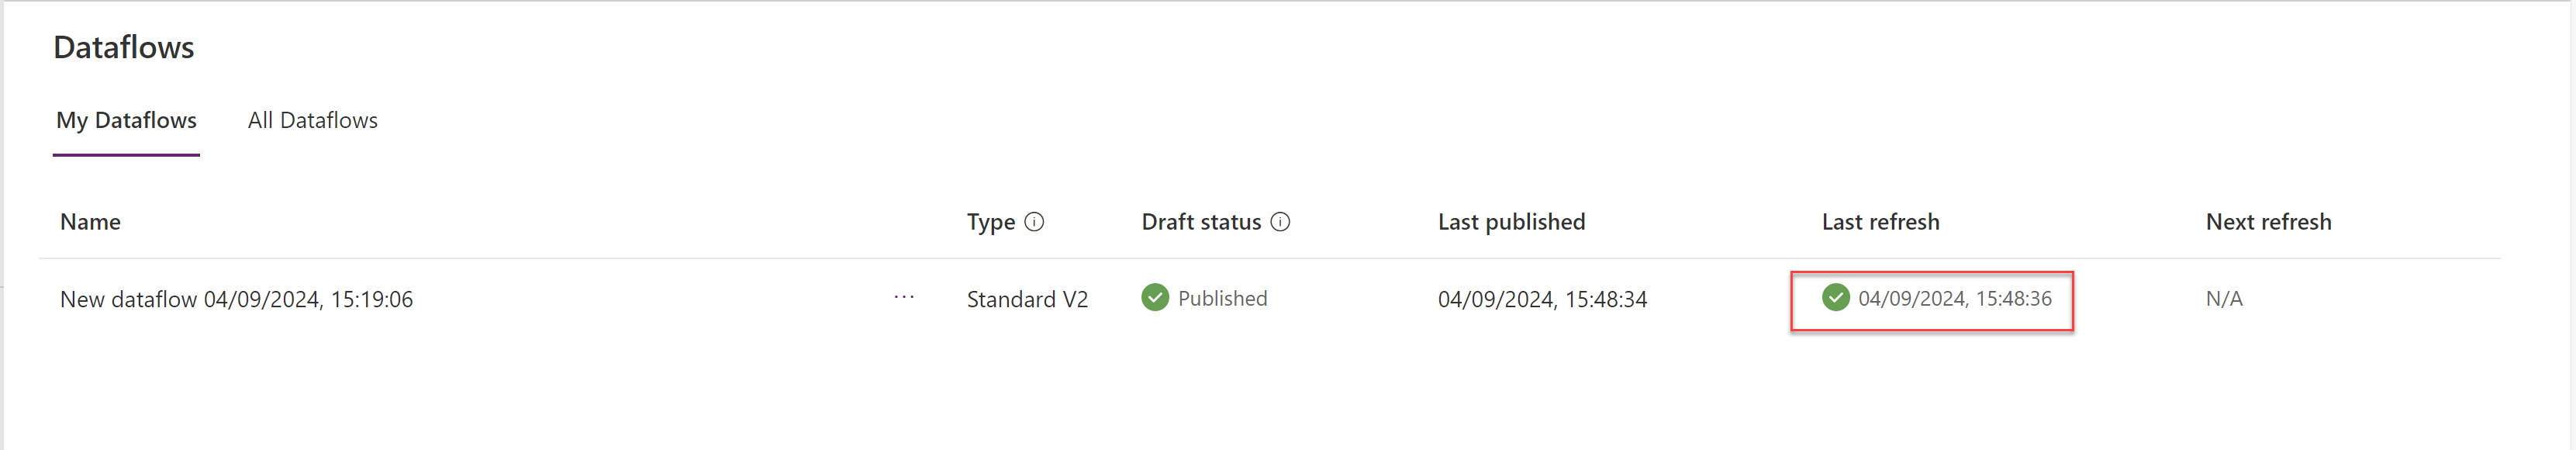 Dataflows
My Dataflows All Dataflows
Name Type Draft status Last published Last refresh Next refresh
New dataflow 04/09/2024, 15:19:06 ... Standard V2 Published 04/09/2024, 15:48:34 04/09/2024, 15:48:36 N/A